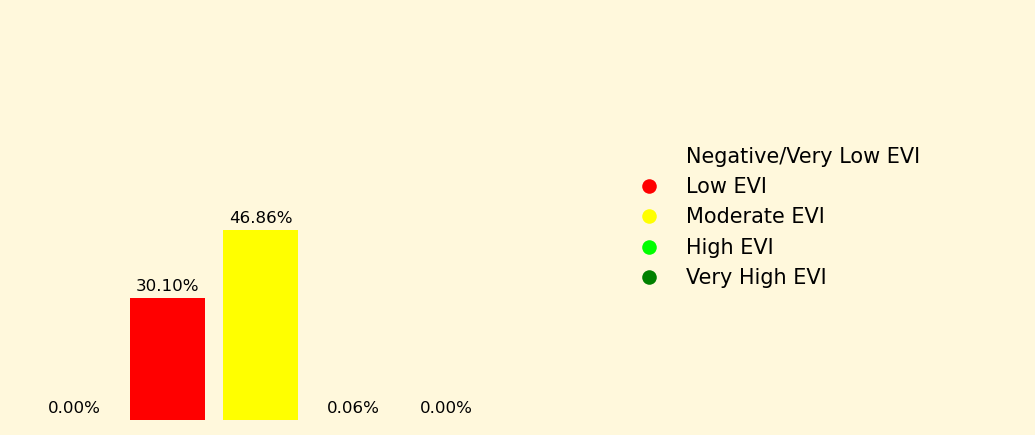 46.86%
30.10%
0.00%
0.06%
0.00%
Negative/Very Low EVI
Low EVI
Moderate EVI
High EVI
Very High EVI